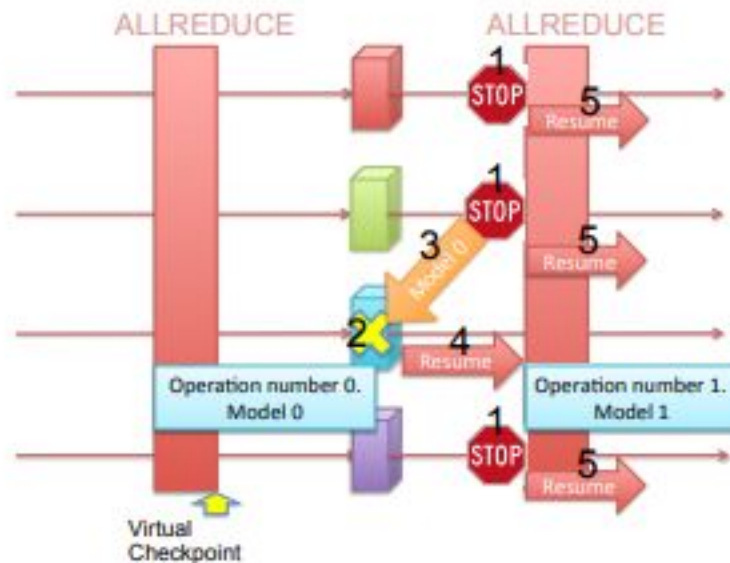 ALLREDUCE ALLREDUCE
1
STOP
5
Resume
1
STOP
3
Model 0
5
Resume
2
4
Resume
Operation number 0.
Model 0
Operation number 1.
Model 1
1
STOP
5
Resume
Virtual
Checkpoint